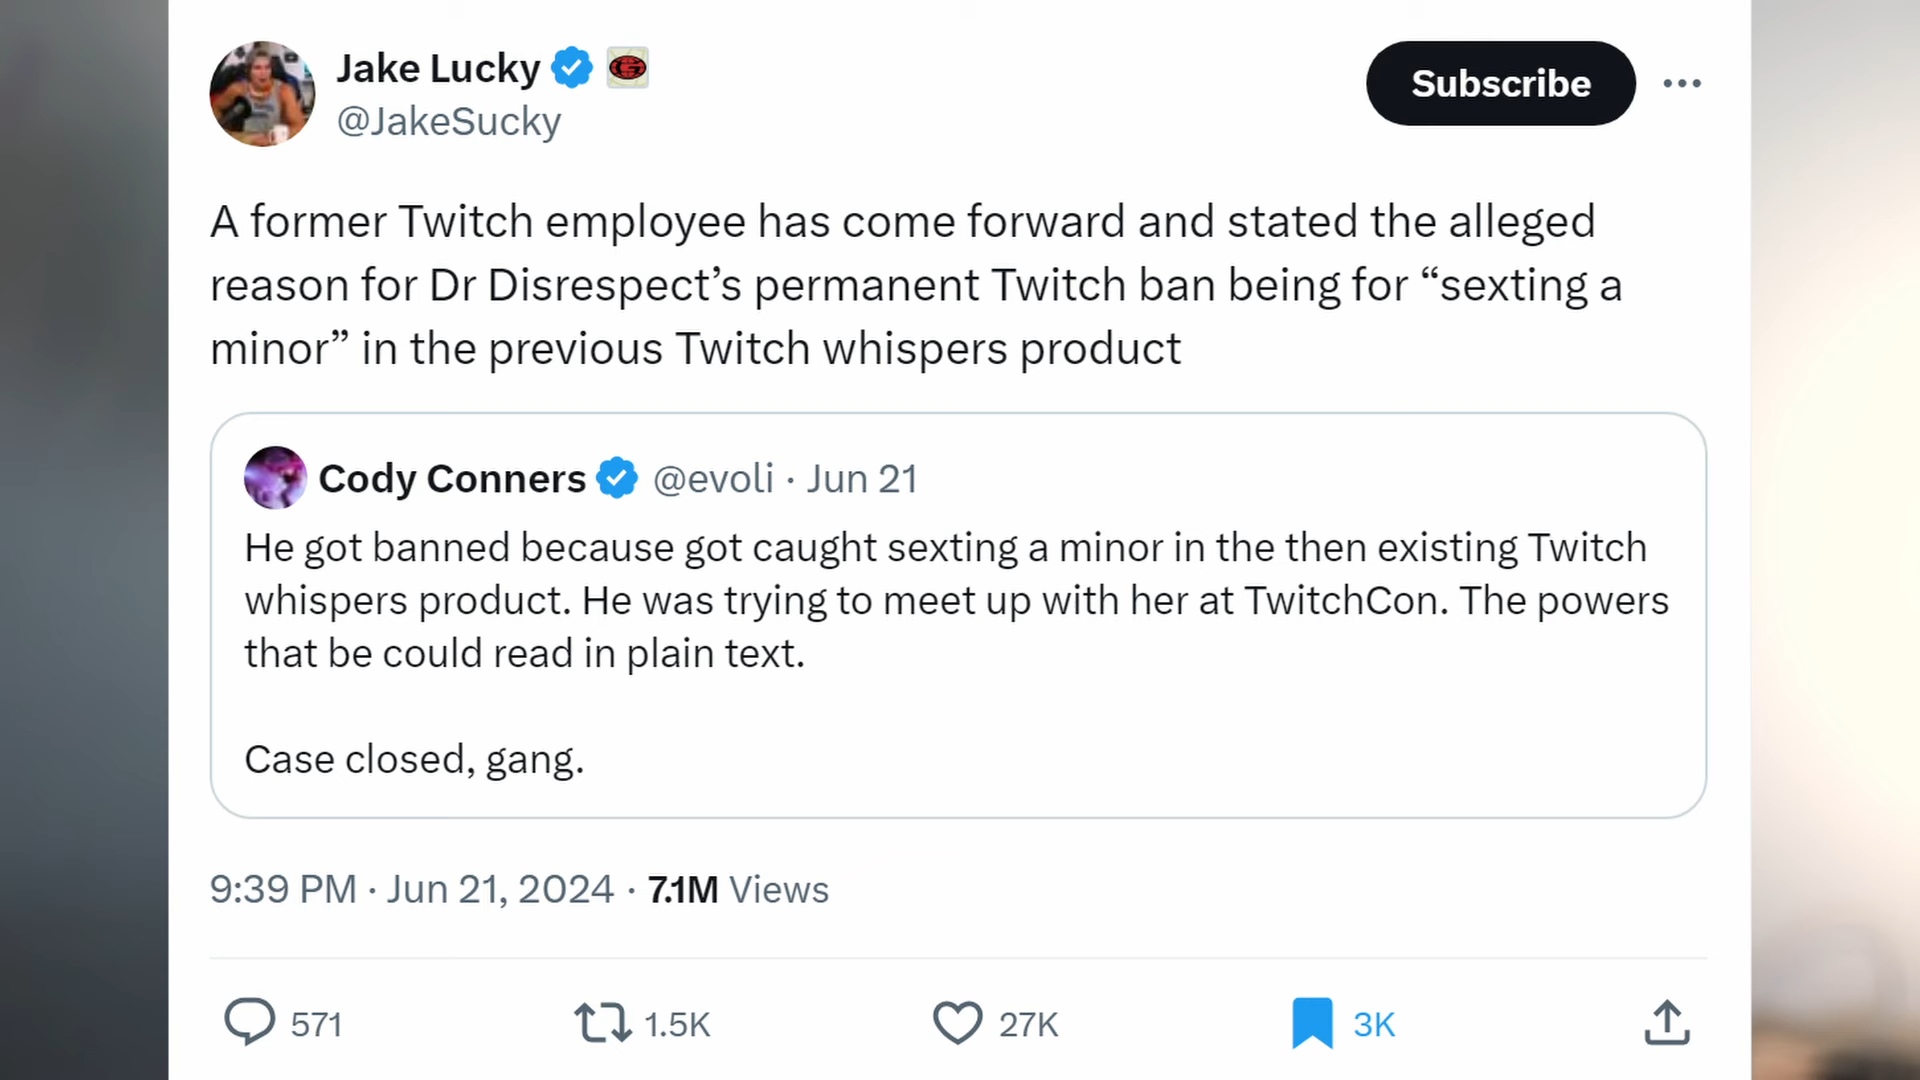 Jake Lucky
@JakeSucky
Subscribe
A former Twitch employee has come forward and stated the alleged
reason for Dr Disrespect’s permanent Twitch ban being for “sexting a
minor” in the previous Twitch whispers product
Cody Conners @evoli · Jun 21
He got banned because got caught sexting a minor in the then existing Twitch
whispers product. He was trying to meet up with her at TwitchCon. The powers
that be could read in plain text.
Case closed, gang.
9:39 PM · Jun 21, 2024 · 7.1M Views
571 1.5K 27K 3K